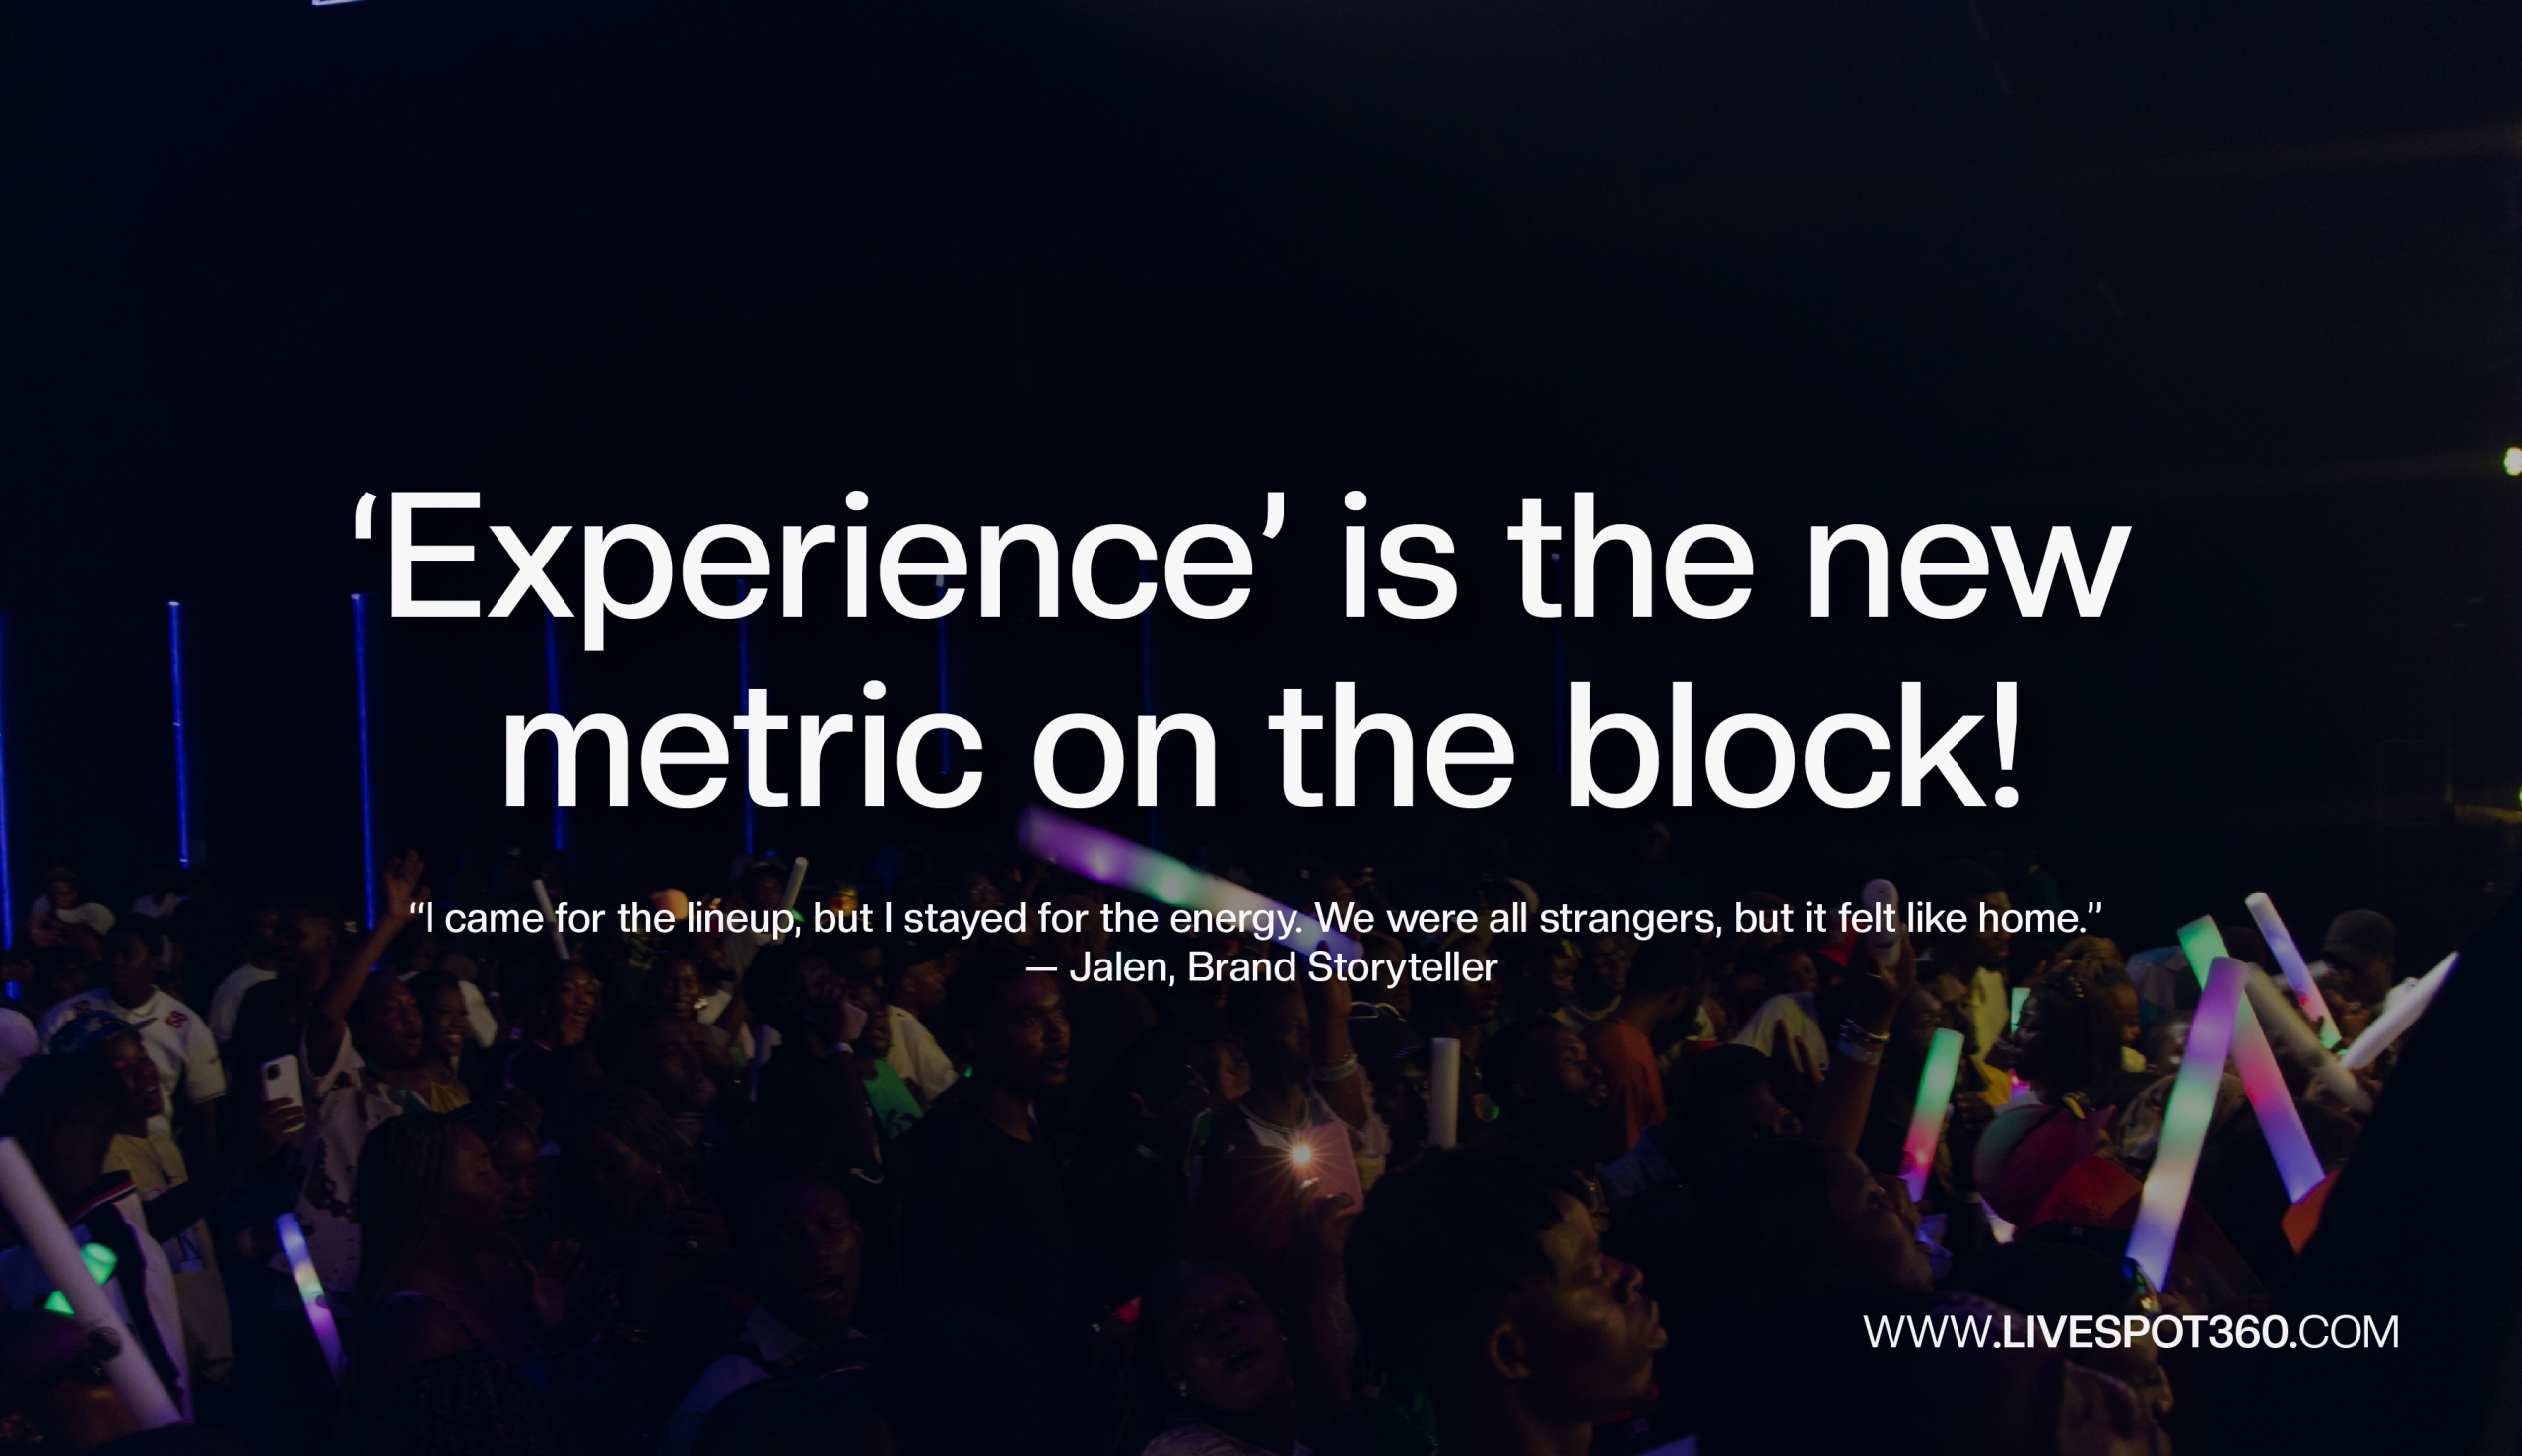 ‘Experience’ is the new
metric on the block!
“I came for the lineup, but I stayed for the energy. We were all strangers, but it felt like home.”
— Jalen, Brand Storyteller
WWW.LIVESPOT360.COM